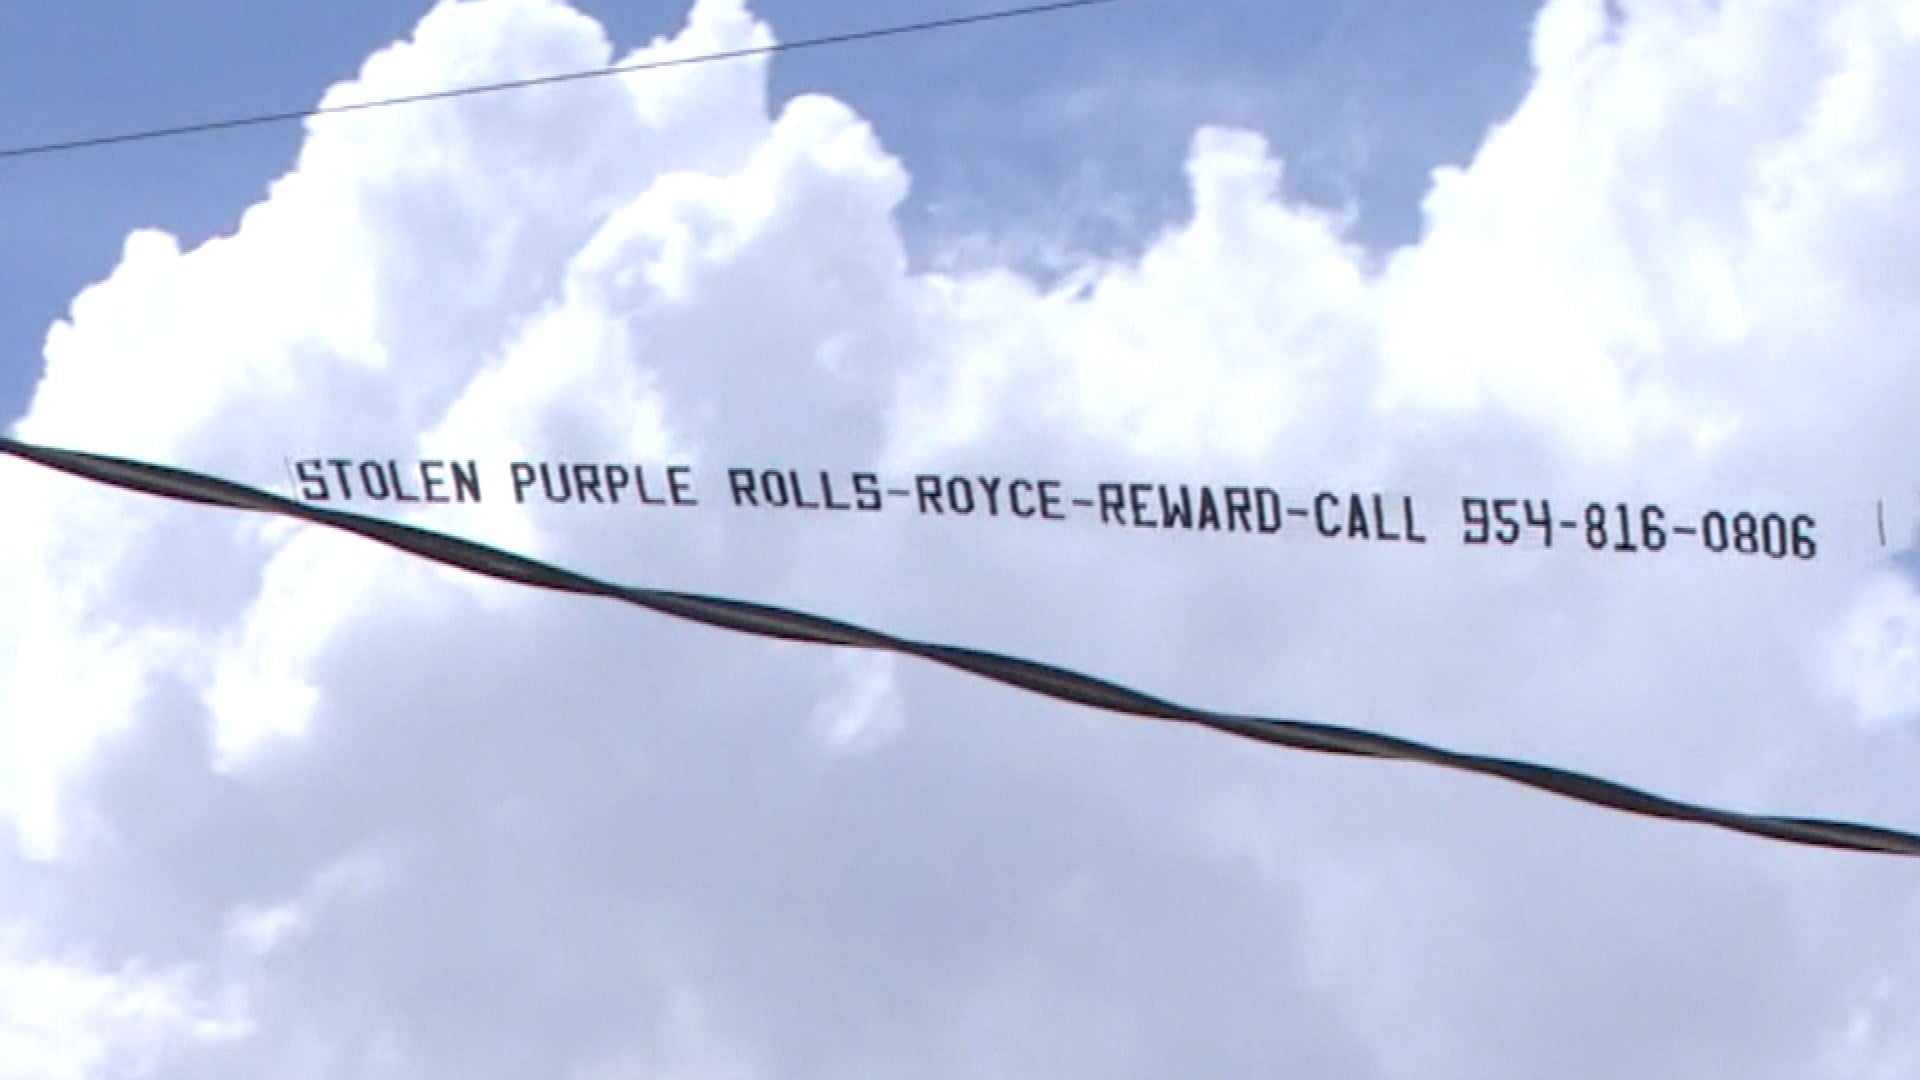 STOLEN PURPLE ROLLS-ROYCE-REWARD-CALL 954-816-0806